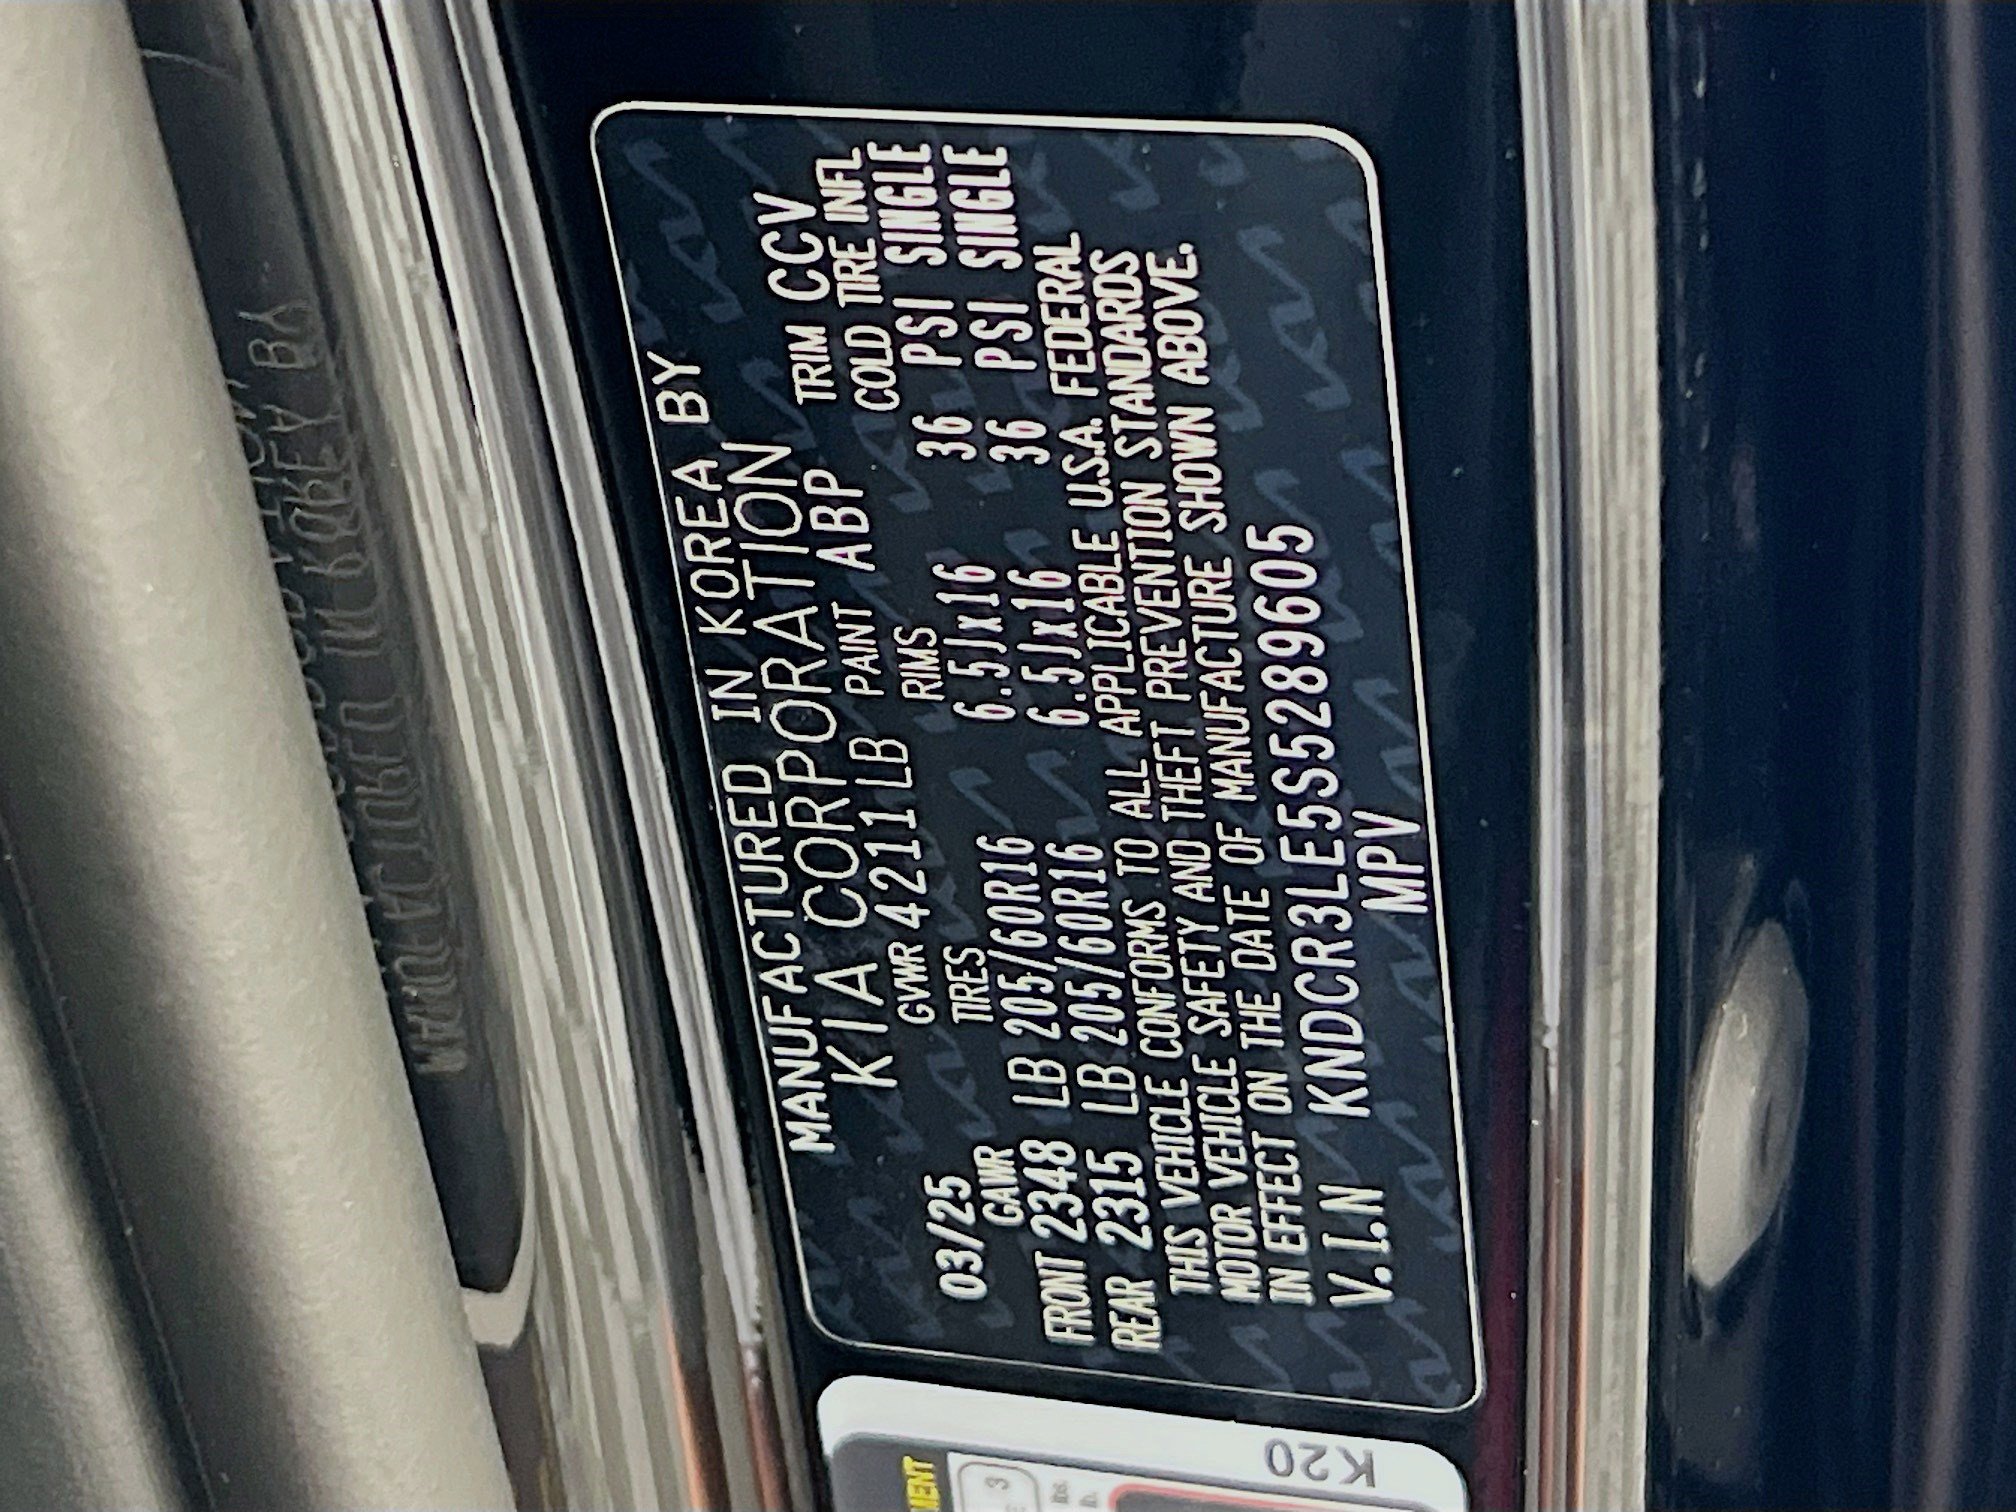 MANUFACTURED IN KOREA BY
KIA CORPORATION
03/25 GVWR 4211LB PAINT ABP TRIM CCV
GAWR TIRES RIMS COLD TIRE INFL
FRONT 2348 LB 205/60R16 6.5Jx16 36 PSI SINGLE
REAR 2315 LB 205/60R16 6.5Jx16 36 PSI SINGLE
THIS VEHICLE CONFORMS TO ALL APPLICABLE U.S.A. FEDERAL
MOTOR VEHICLE SAFETY AND THEFT PREVENTION STANDARDS
IN EFFECT ON THE DATE OF MANUFACTURE SHOWN ABOVE.
V.I.N KNDCR3LE5S5289605
MPV
K20